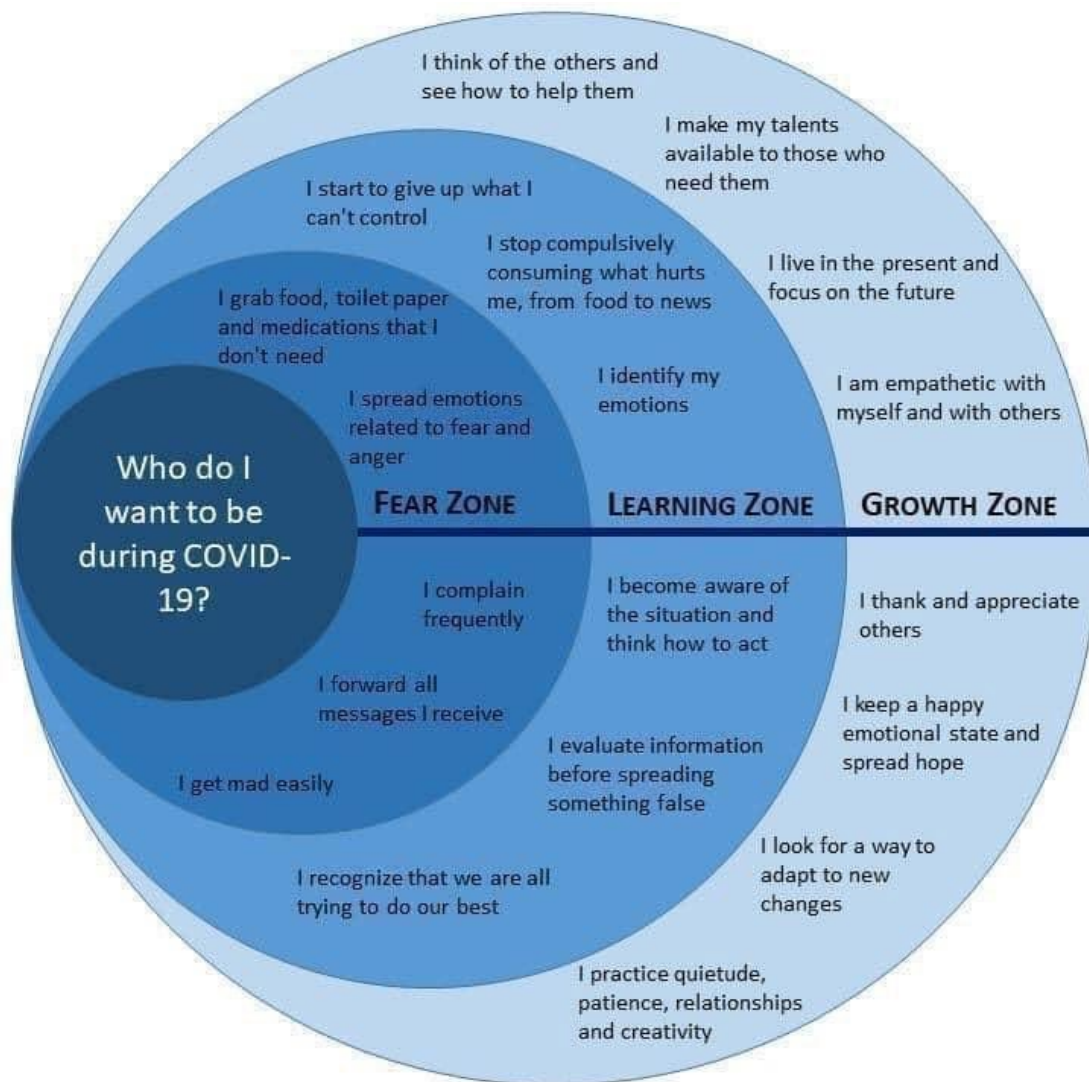 I think of the others and
see how to help them
I make my talents
available to those who
need them
I start to give up what I
can't control
I stop compulsively
consuming what hurts
me, from food to news
I live in the present and
focus on the future
I grab food, toilet paper
and medications that I
don't need
I identify my
emotions
I am empathetic with
myself and with others
I spread emotions
related to fear and
anger
Who do I
want to be
during COVID-
19?
FEAR ZONE
LEARNING ZONE
GROWTH ZONE
I complain
frequently
I become aware of
the situation and
think how to act
I thank and appreciate
others
I forward all
messages I receive
I keep a happy
emotional state and
spread hope
I evaluate information
before spreading
something false
I get mad easily
I look for a way to
adapt to new
changes
I recognize that we are all
trying to do our best
I practice quietude,
patience, relationships
and creativity